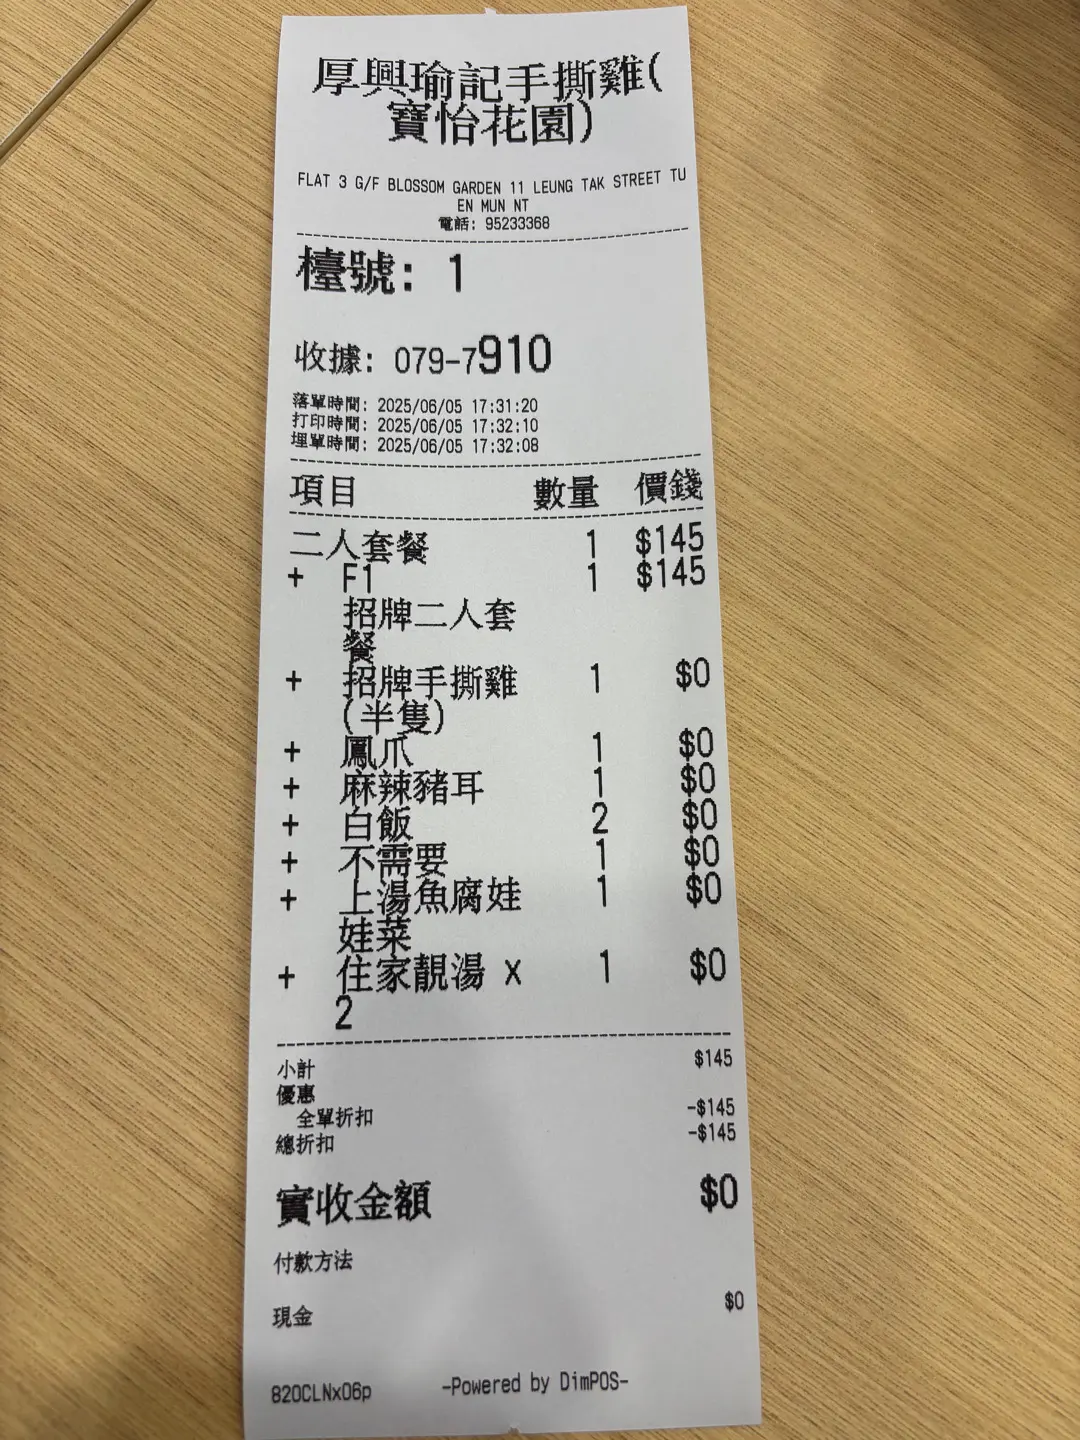 厚興瑜記手撕雞(
寶怡花園)
FLAT 3 G/F BLOSSOM GARDEN 11 LEUNG TAK STREET TU
EN MUN NT
電話: 95233368
檯號: 1
收據: 079-7910
落單時間: 2025/06/05 17:31:20
打印時間: 2025/06/05 17:32:10
埋單時間: 2025/06/05 17:32:08
項目 數量 價錢
二人套餐 1 $145
+ F1 1 $145
招牌二人套
餐
+ 招牌手撕雞 1 $0
(半隻)
+ 鳳爪 1 $0
+ 麻辣豬耳 1 $0
+ 白飯 2 $0
+ 不需要 1 $0
+ 上湯魚腐娃 1 $0
娃菜
+ 住家靚湯 x 1 $0
2
小計 $145
優惠
全單折扣 -$145
總折扣 -$145
實收金額 $0
付款方法
現金 $0
820CLNx06p -Powered by DimPOS-